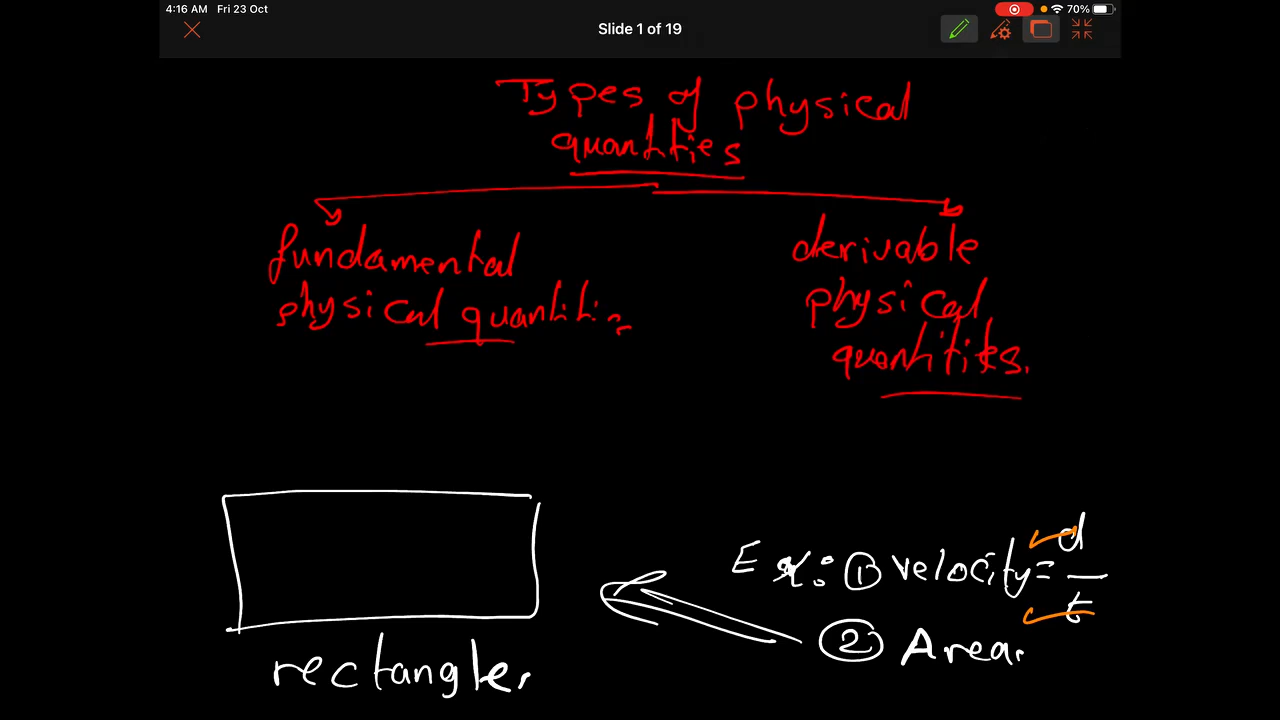 4:16 AM Fri 23 Oct
70%
Slide 1 of 19
Types of physical
quantities
fundamental
physical quantiti
derivable
physical
quantities.
Ex: ① velocity = d/t
② Area.
rectangle.